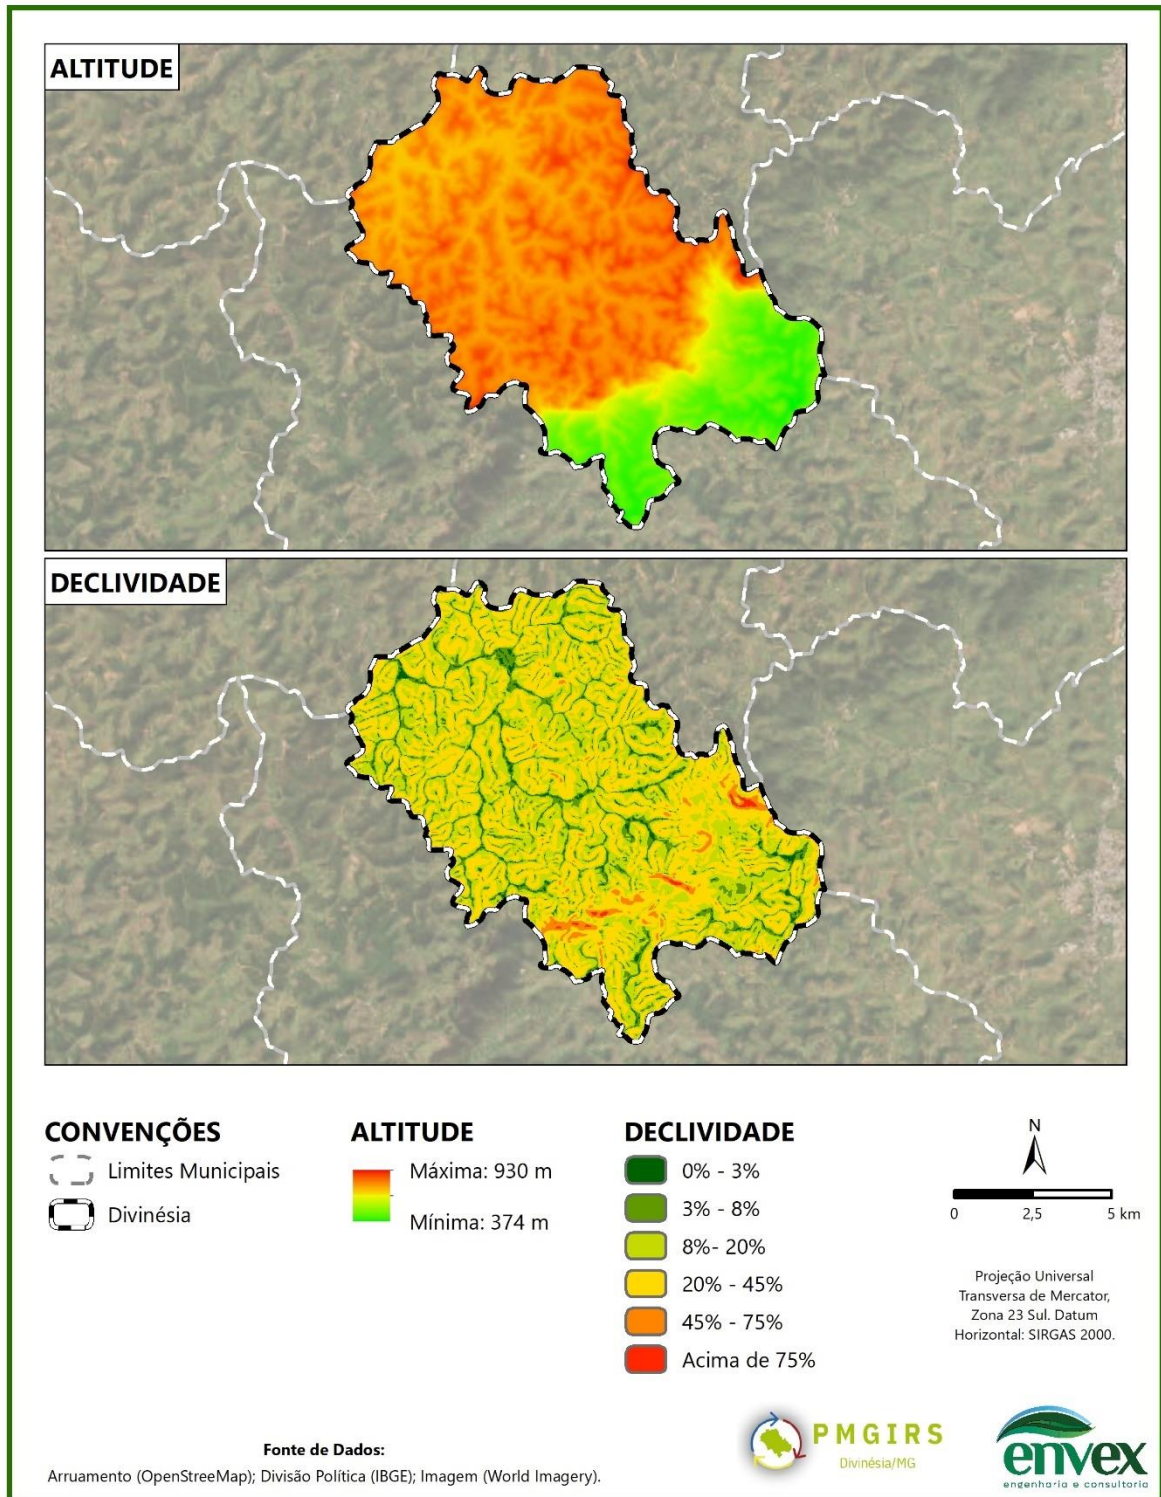 ALTITUDE
DECLIVIDADE
CONVENÇÕES
Limites Municipais
Divinésia
ALTITUDE
Máxima: 930 m
Mínima: 374 m
DECLIVIDADE
0% - 3%
3% - 8%
8%- 20%
20% - 45%
45% - 75%
Acima de 75%
N
0 2,5 5 km
Projeção Universal
Transversa de Mercator,
Zona 23 Sul. Datum
Horizontal: SIRGAS 2000.
Fonte de Dados:
Arruamento (OpenStreeMap); Divisão Política (IBGE); Imagem (World Imagery).
PMGIRS
Divinésia/MG
envex
engenharia e consultoria